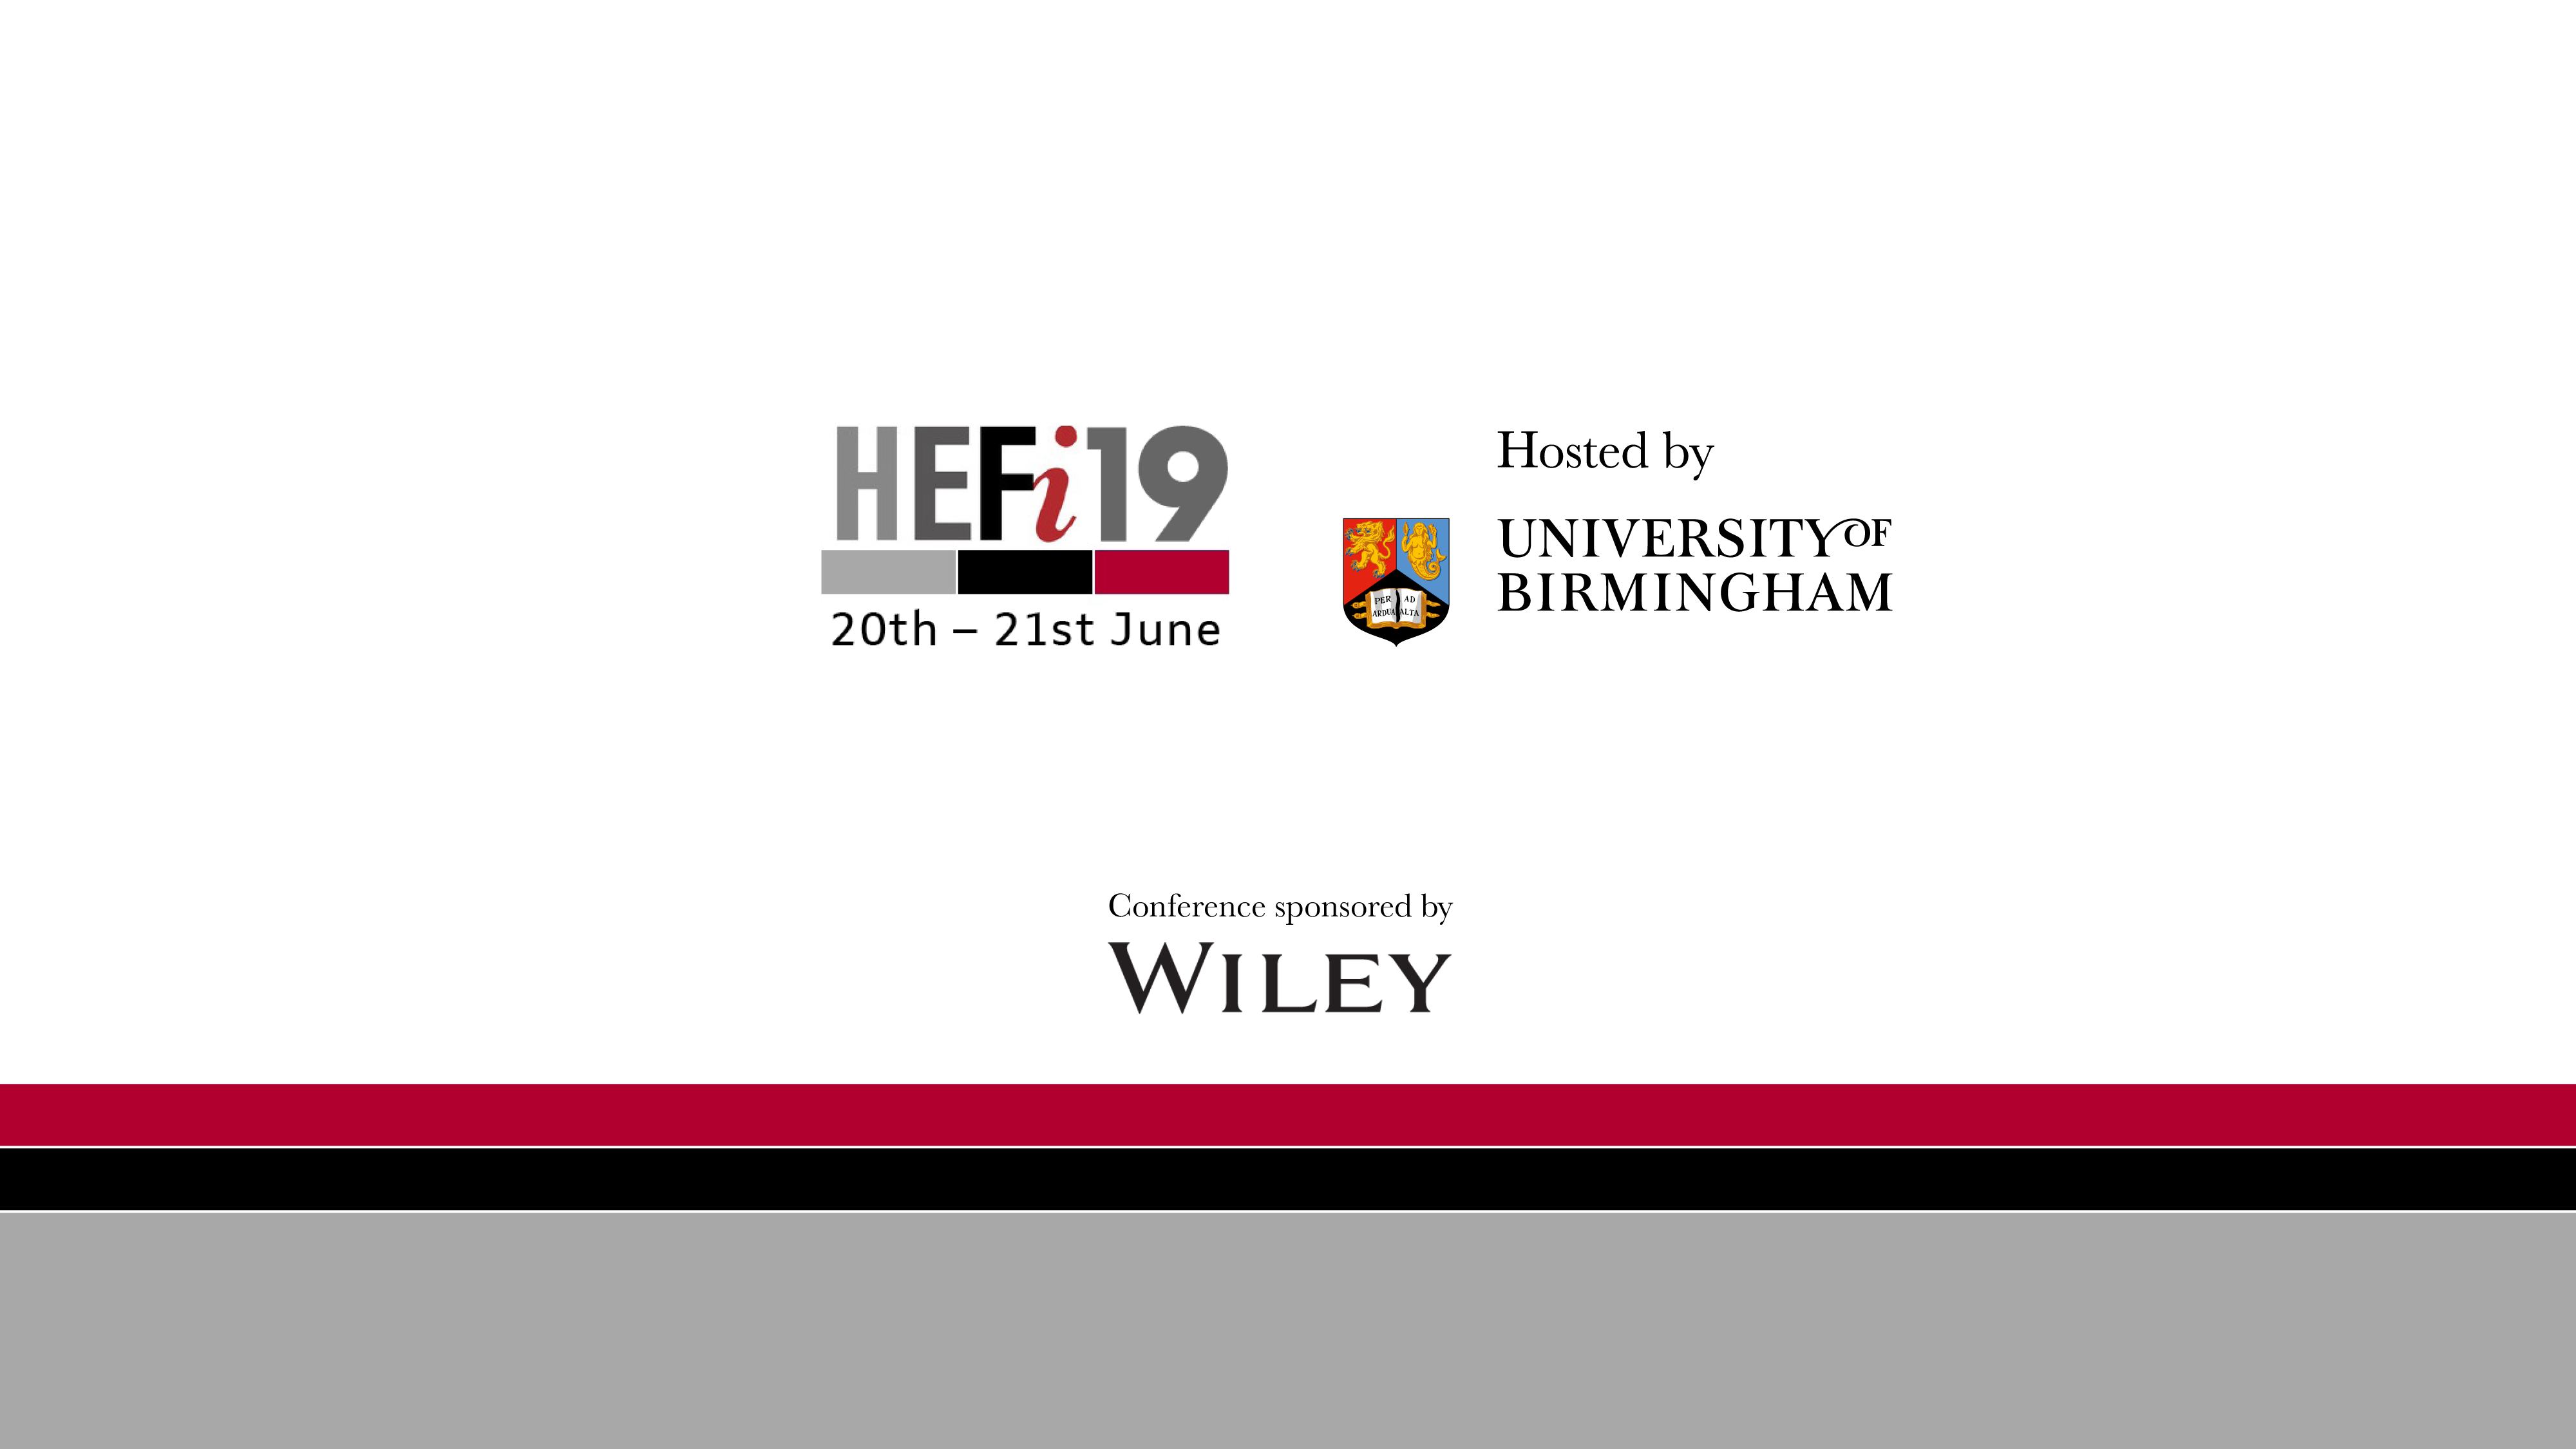 HEFi19
20th – 21st June
Hosted by
UNIVERSITY OF
BIRMINGHAM
PER AD
ARDUA ALTA
Conference sponsored by
WILEY